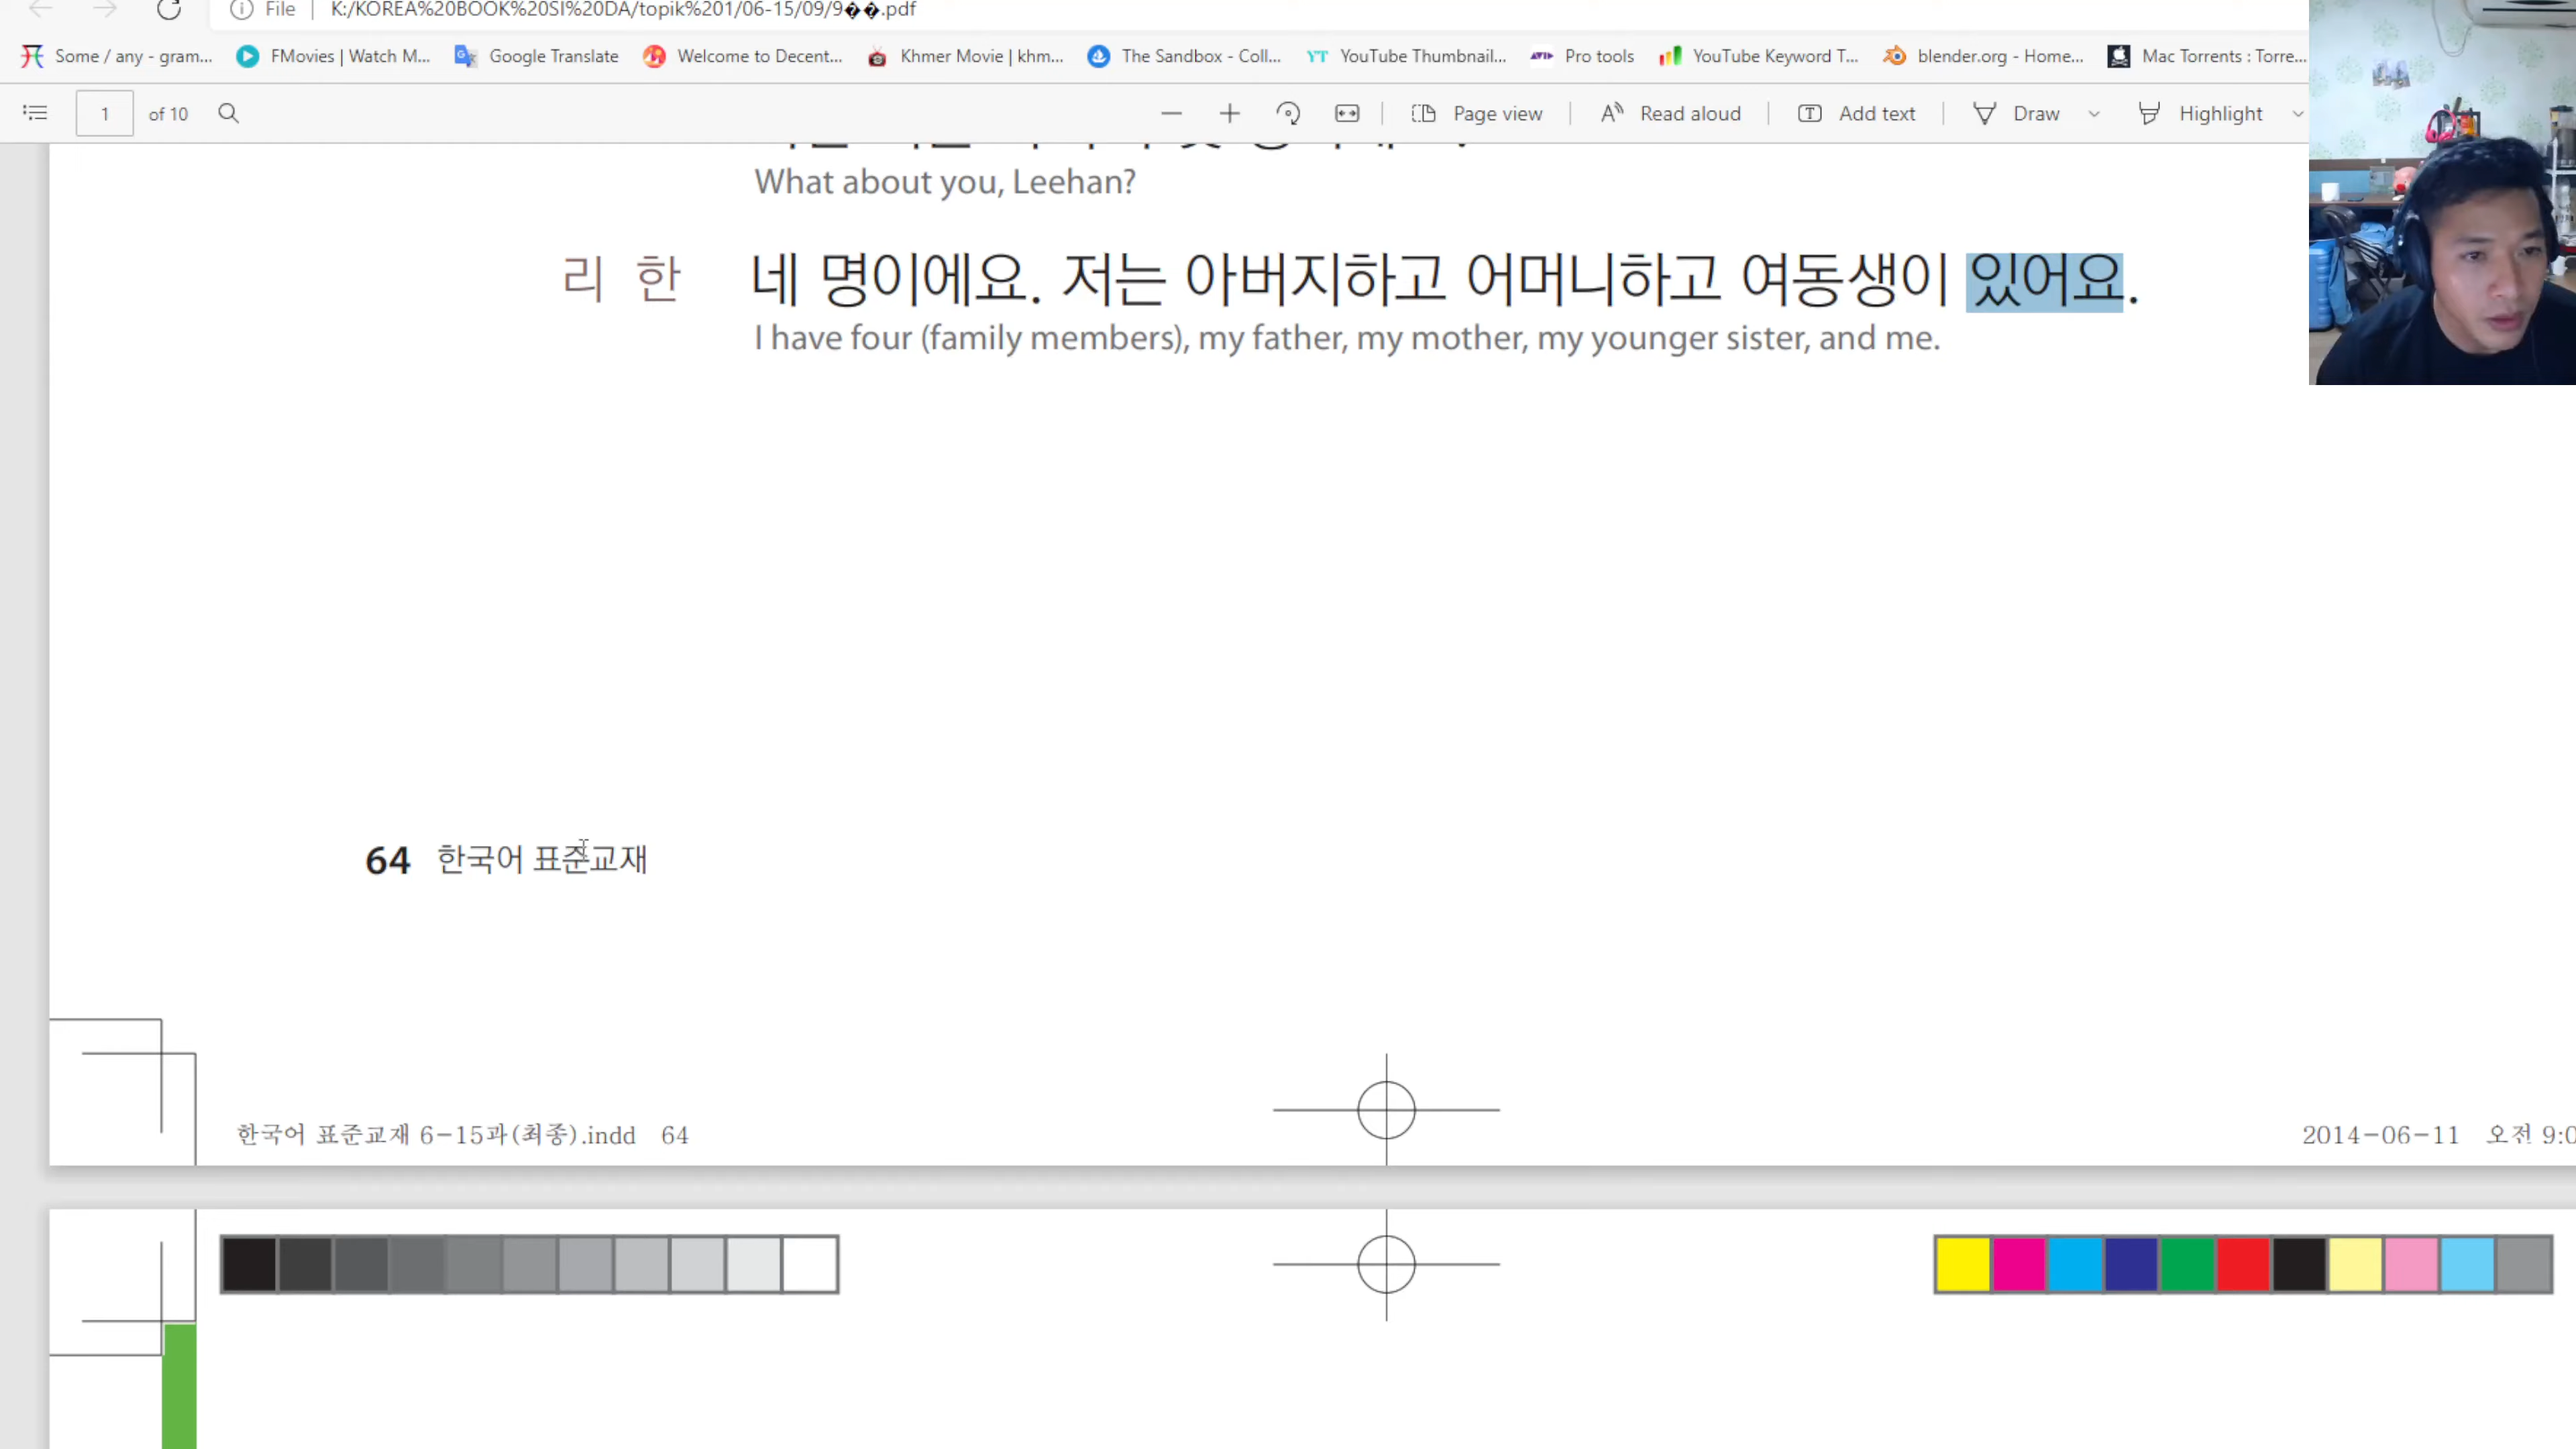 File | K:/KOREA%20BOOK%20SI%20DA/topik%201/06-15/09/9��.pdf
Some / any - gram... FMovies | Watch M... Google Translate Welcome to Decent... Khmer Movie | khm... The Sandbox - Coll... YT YouTube Thumbnail... Pro tools YouTube Keyword T... blender.org - Home... Mac Torrents : Torre...
1 of 10 Page view Read aloud Add text Draw Highlight
What about you, Leehan?
리 한 네 명이에요. 저는 아버지하고 어머니하고 여동생이 있어요.
I have four (family members), my father, my mother, my younger sister, and me.
64 한국어 표준교재
한국어 표준교재 6-15과(최종).indd 64 2014-06-11 오전 9:0